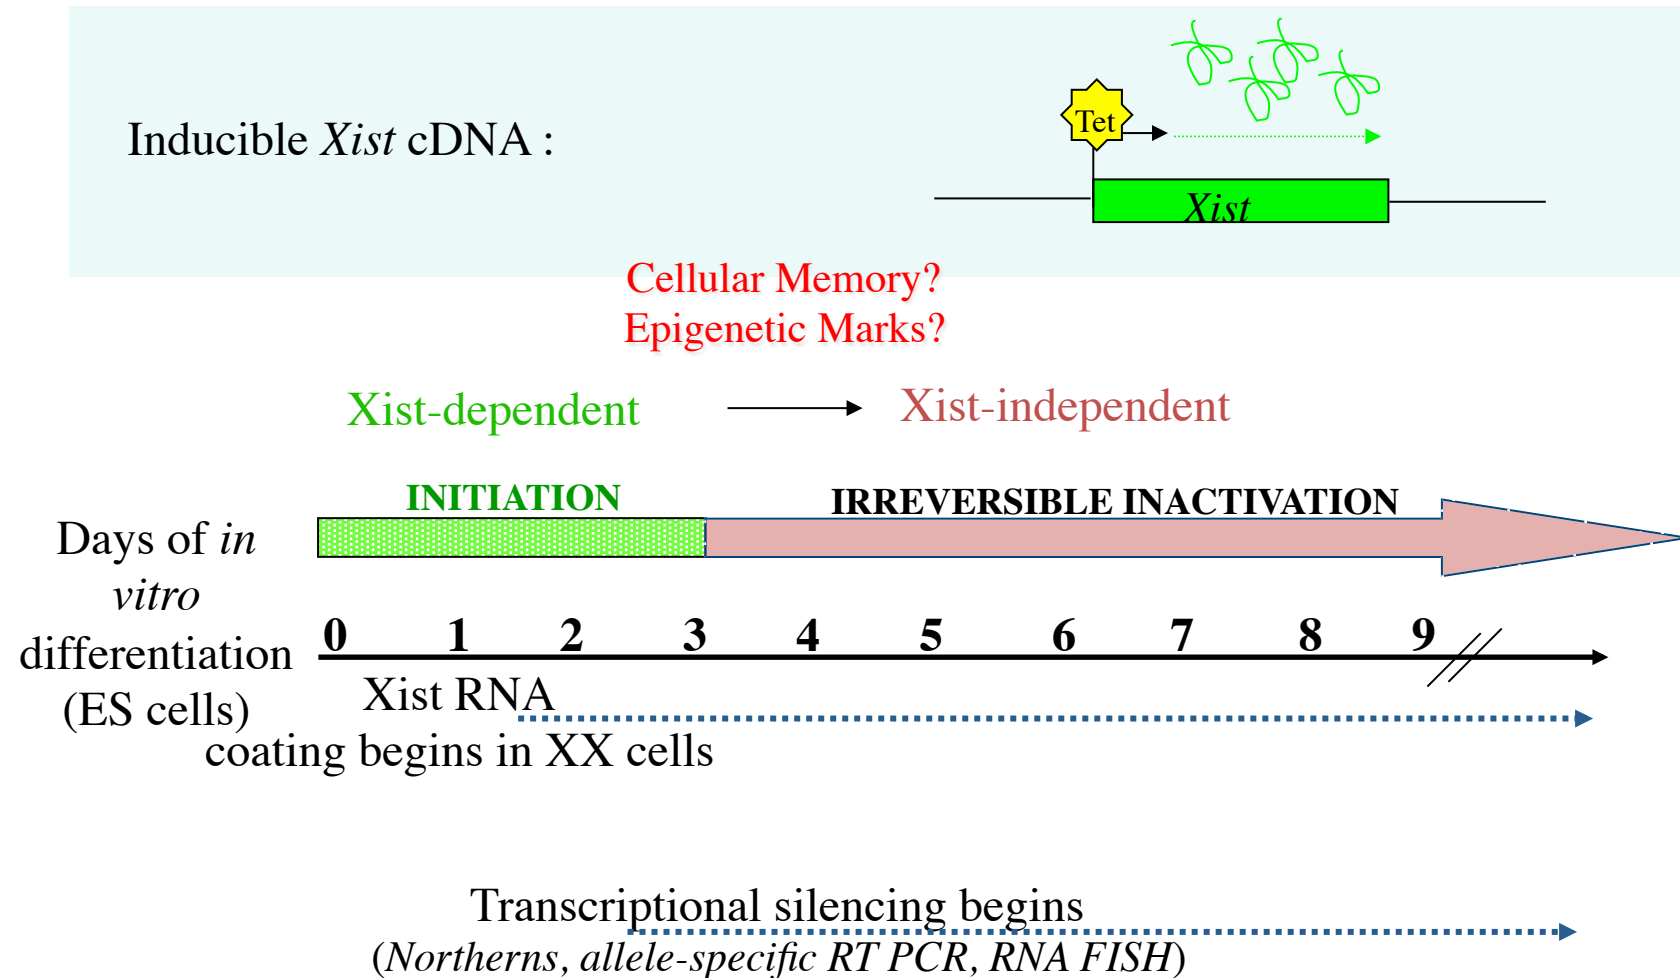 Inducible Xist cDNA :
Tet
Xist
Cellular Memory?
Epigenetic Marks?
Xist-dependent
Xist-independent
INITIATION
IRREVERSIBLE INACTIVATION
Days of in
vitro
differentiation
(ES cells)
0 1 2 3 4 5 6 7 8 9
Xist RNA
coating begins in XX cells
Transcriptional silencing begins
(Northerns, allele-specific RT PCR, RNA FISH)